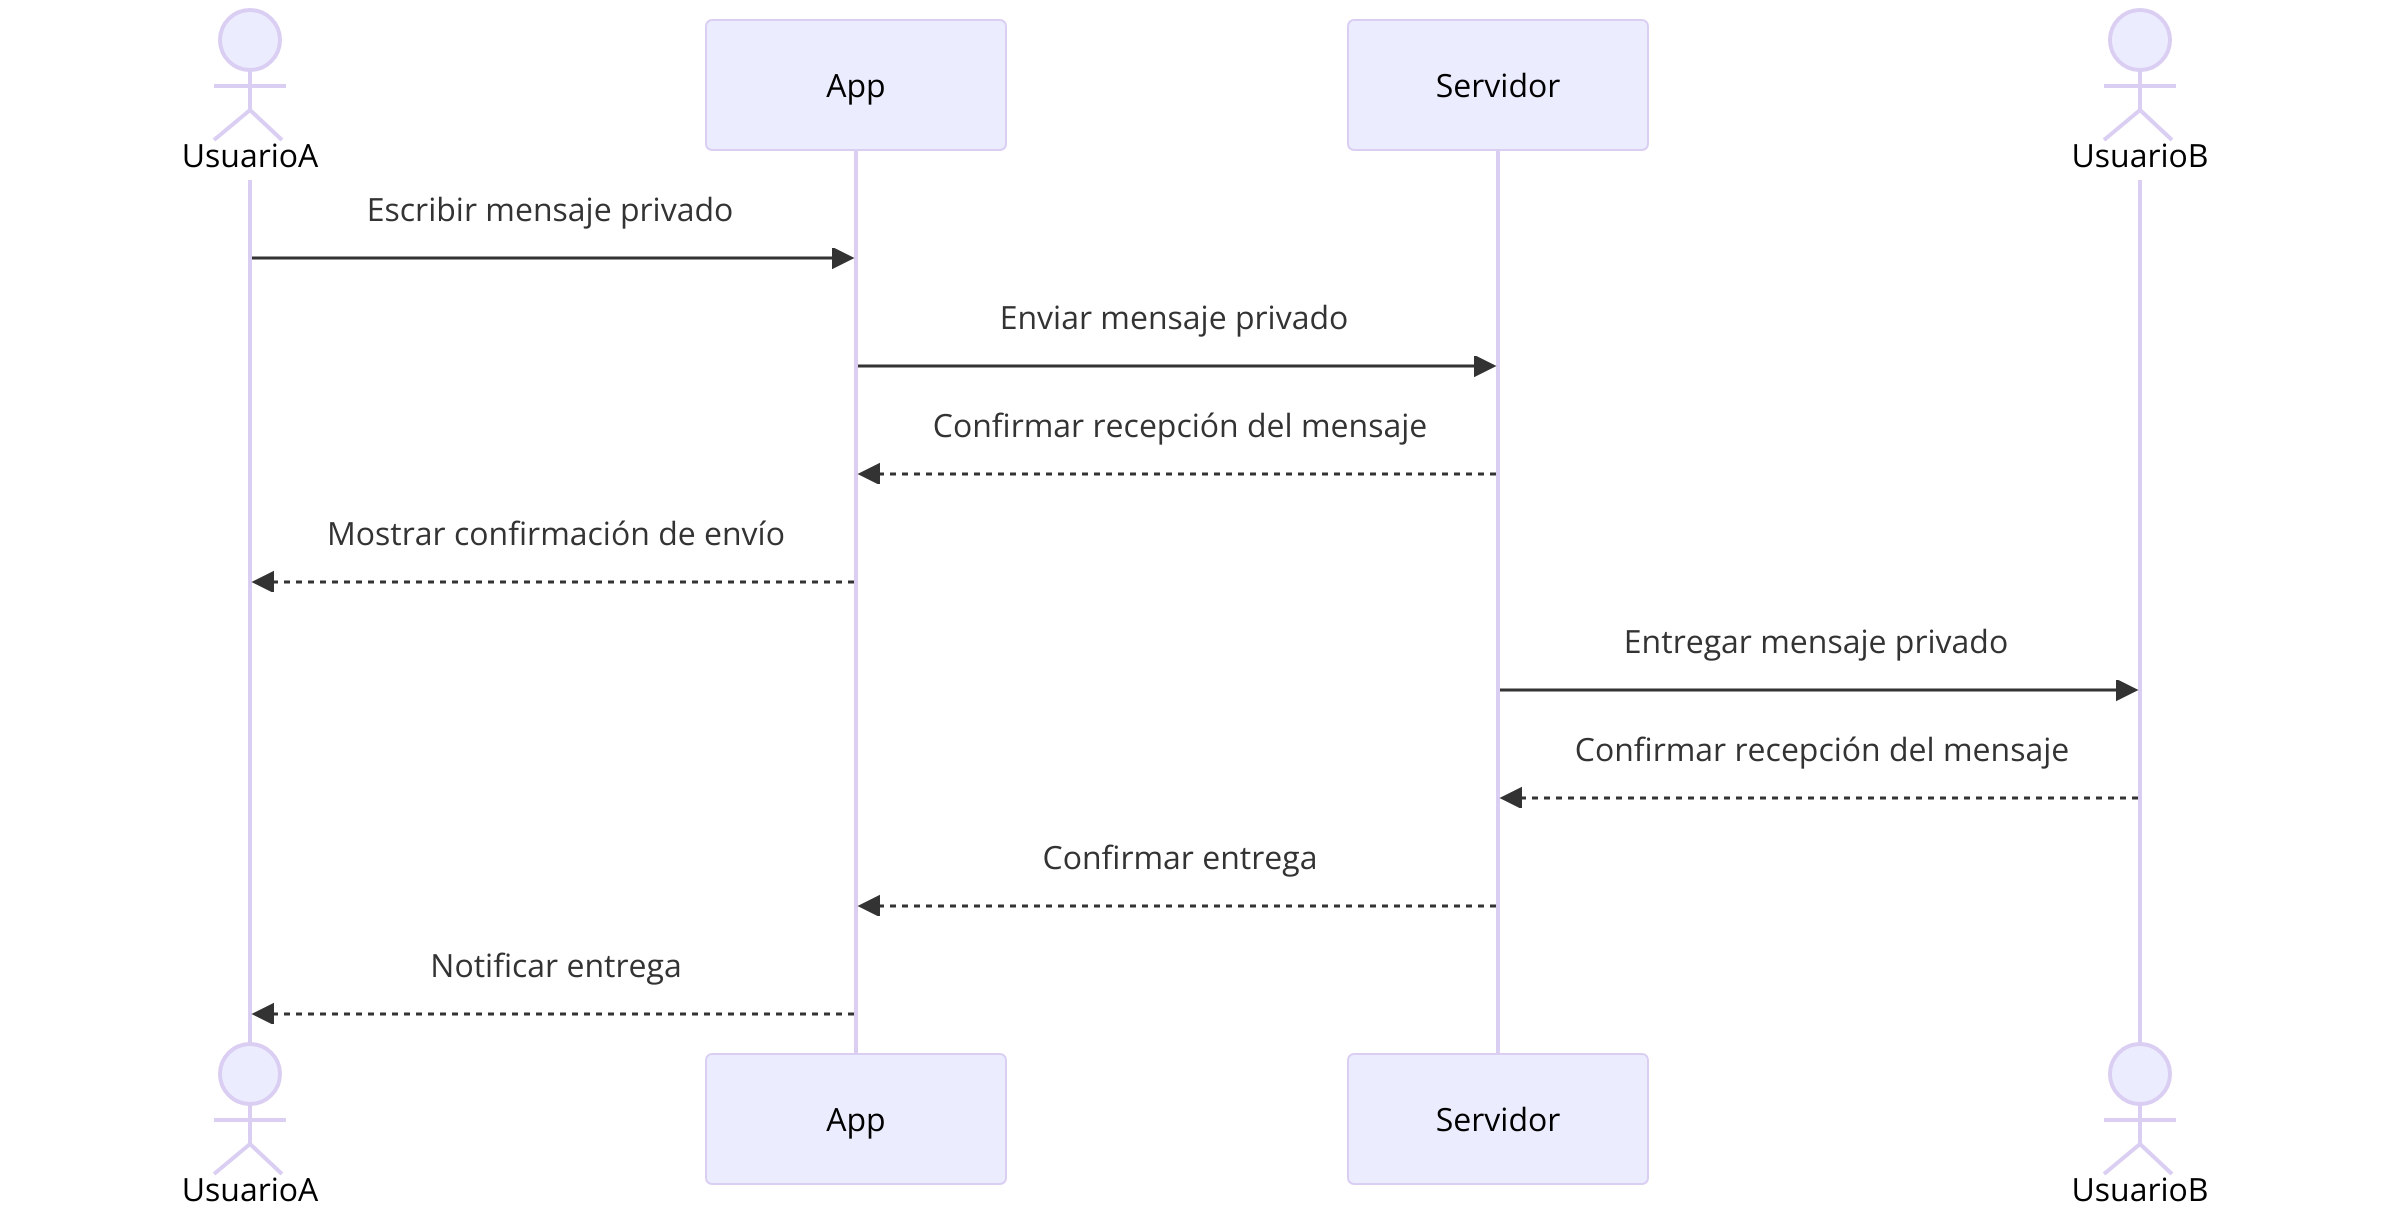 App
Servidor
UsuarioA
UsuarioB
Escribir mensaje privado
Enviar mensaje privado
Confirmar recepción del mensaje
Mostrar confirmación de envío
Entregar mensaje privado
Confirmar recepción del mensaje
Confirmar entrega
Notificar entrega
App
Servidor
UsuarioA
UsuarioB